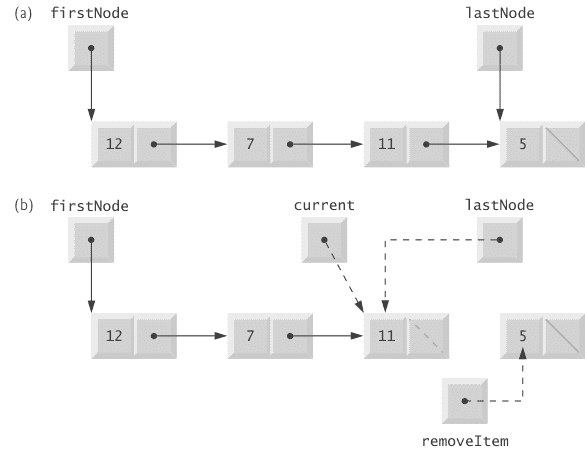 (a) firstNode lastNode
12 7 11 5
(b) firstNode current lastNode
12 7 11 5
removeItem